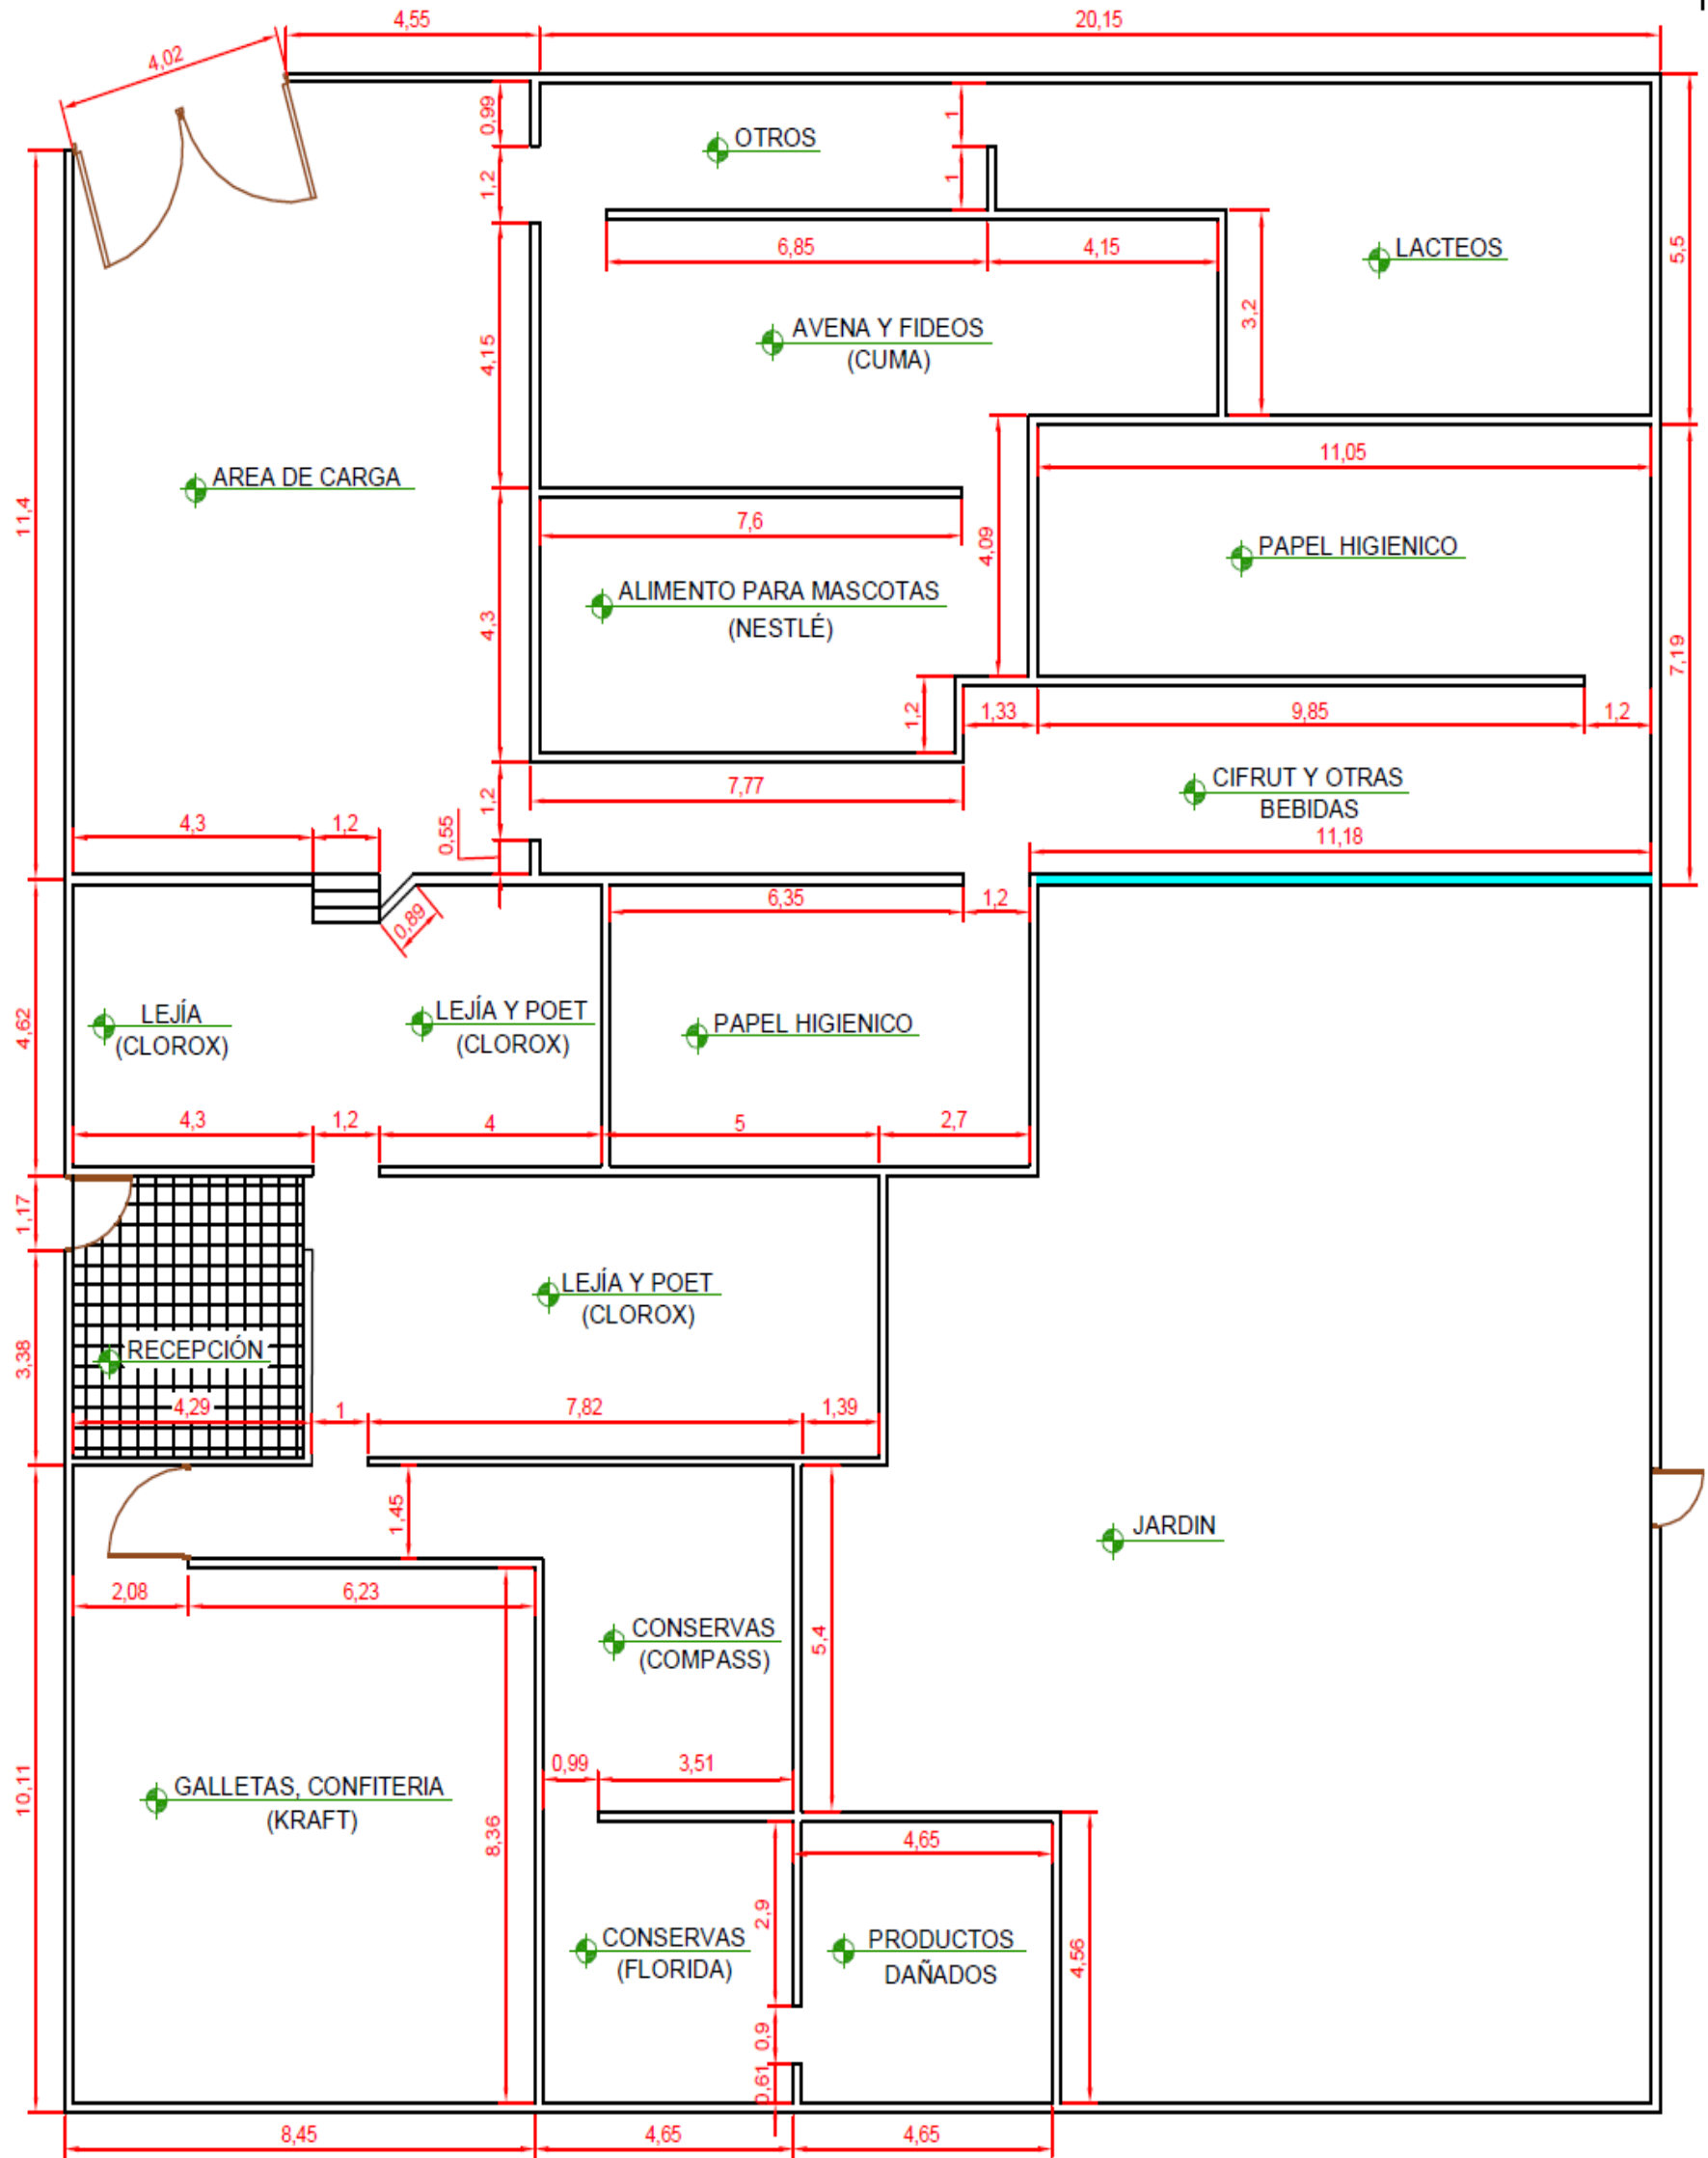 4,55
20,15
4,02
0,99
1
OTROS
1,2
1
6,85
4,15
LACTEOS
5,5
3,2
AVENA Y FIDEOS
(CUMA)
4,15
11,05
AREA DE CARGA
11,4
7,6
4,09
PAPEL HIGIENICO
ALIMENTO PARA MASCOTAS
(NESTLÉ)
4,3
7,19
1,2
1,33
9,85
1,2
7,77
CIFRUT Y OTRAS
BEBIDAS
1,2
4,3
1,2
0,55
11,18
6,35
1,2
0,89
LEJÍA
(CLOROX)
LEJÍA Y POET
(CLOROX)
PAPEL HIGIENICO
4,62
4,3
1,2
4
5
2,7
1,17
LEJÍA Y POET
(CLOROX)
RECEPCIÓN
3,38
4,29
1
7,82
1,39
1,45
JARDIN
2,08
6,23
CONSERVAS
(COMPASS)
5,4
0,99
3,51
GALLETAS, CONFITERIA
(KRAFT)
10,11
8,36
4,65
2,9
CONSERVAS
(FLORIDA)
PRODUCTOS
DAÑADOS
4,56
0,9
0,61
8,45
4,65
4,65